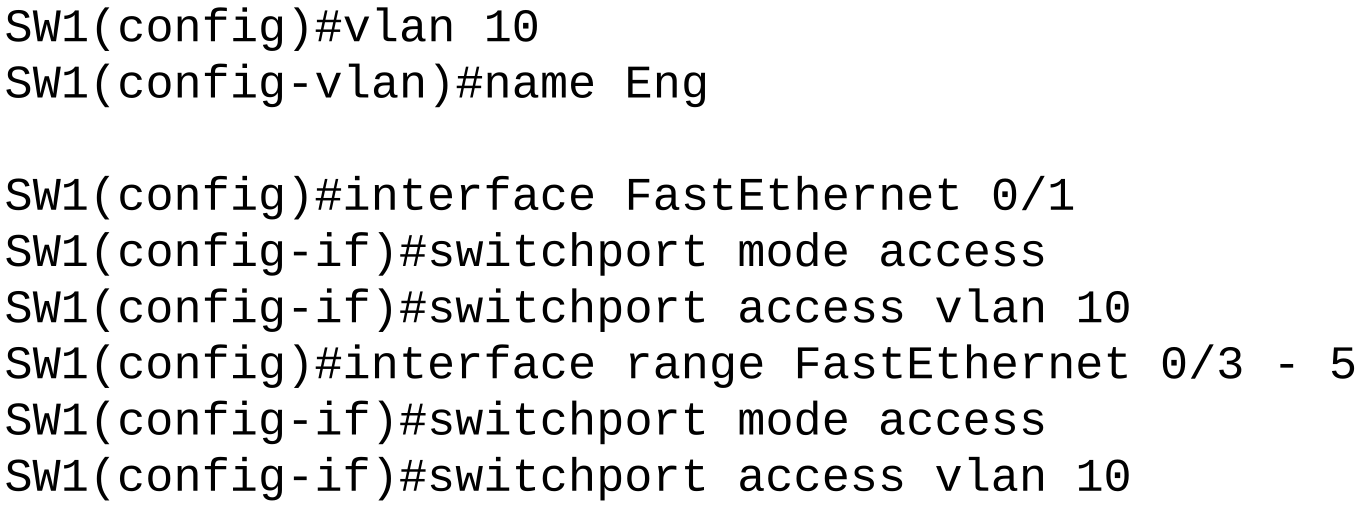 SW1(config)#vlan 10
SW1(config-vlan)#name Eng
SW1(config)#interface FastEthernet 0/1
SW1(config-if)#switchport mode access
SW1(config-if)#switchport access vlan 10
SW1(config)#interface range FastEthernet 0/3 - 5
SW1(config-if)#switchport mode access
SW1(config-if)#switchport access vlan 10